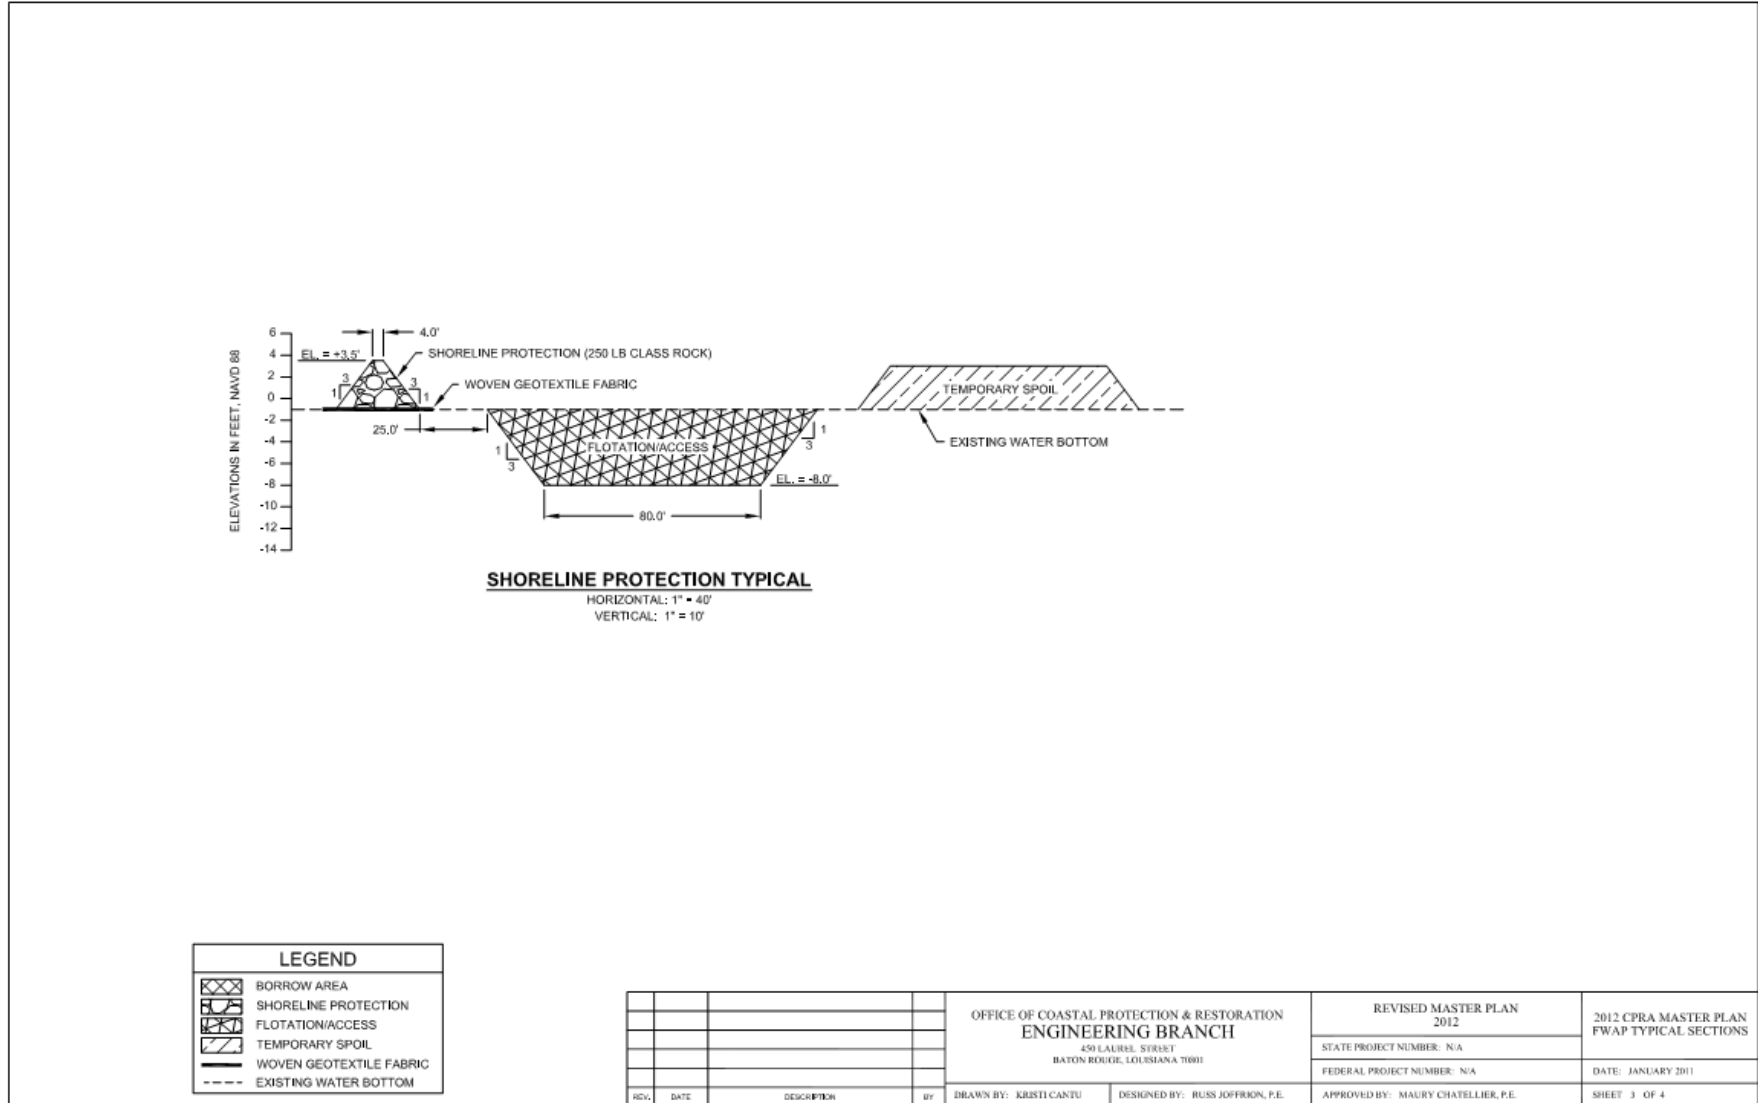 6
4
2
0
-2
-4
-6
-8
-10
-12
-14
ELEVATIONS IN FEET, NAVD 88
4.0'
EL. = +3.5'
SHORELINE PROTECTION (250 LB CLASS ROCK)
3
1
3
1
WOVEN GEOTEXTILE FABRIC
25.0'
1
3
FLOTATION/ACCESS
1
3
EL. = -8.0'
80.0'
TEMPORARY SPOIL
EXISTING WATER BOTTOM
SHORELINE PROTECTION TYPICAL
HORIZONTAL: 1" = 40'
VERTICAL: 1" = 10'
LEGEND
BORROW AREA
SHORELINE PROTECTION
FLOTATION/ACCESS
TEMPORARY SPOIL
WOVEN GEOTEXTILE FABRIC
EXISTING WATER BOTTOM
REV. DATE DESCRIPTION BY
OFFICE OF COASTAL PROTECTION & RESTORATION
ENGINEERING BRANCH
450 LAUREL STREET
BATON ROUGE, LOUISIANA 70801
DRAWN BY: KRISTI CANTU
DESIGNED BY: RUSS JOFFRION, P.E.
REVISED MASTER PLAN
2012
STATE PROJECT NUMBER: N/A
FEDERAL PROJECT NUMBER: N/A
APPROVED BY: MAURY CHATELLIER, P.E.
2012 CPRA MASTER PLAN
FWAP TYPICAL SECTIONS
DATE: JANUARY 2011
SHEET 3 OF 4